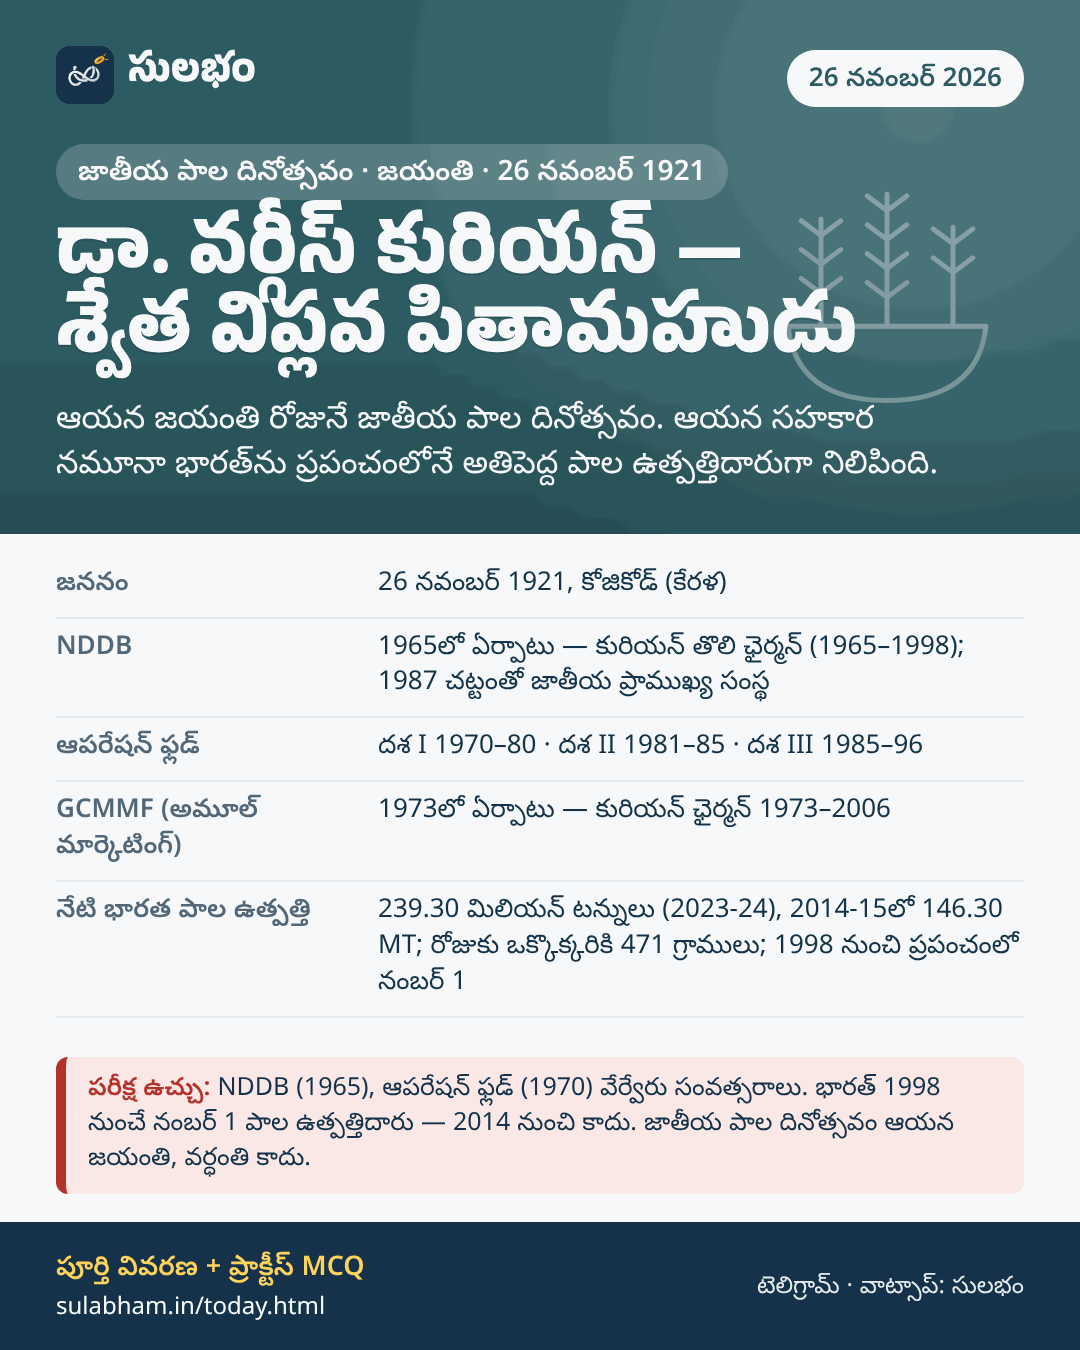 సులభం
26 నవంబర్ 2026
జాతీయ పాల దినోత్సవం · జయంతి · 26 నవంబర్ 1921
డా. వర్గీస్ కురియన్ —
శ్వేత విప్లవ పితామహుడు
ఆయన జయంతి రోజునే జాతీయ పాల దినోత్సవం. ఆయన సహకార
నమూనా భారత్‌ను ప్రపంచంలోనే అతిపెద్ద పాల ఉత్పత్తిదారుగా నిలిపింది.
జననం
26 నవంబర్ 1921, కోజికోడ్ (కేరళ)
NDDB
1965లో ఏర్పాటు — కురియన్ తొలి ఛైర్మన్ (1965–1998);
1987 చట్టంతో జాతీయ ప్రాముఖ్య సంస్థ
ఆపరేషన్ ఫ్లడ్
దశ I 1970–80 · దశ II 1981–85 · దశ III 1985–96
GCMMF (అమూల్
మార్కెటింగ్)
1973లో ఏర్పాటు — కురియన్ ఛైర్మన్ 1973–2006
నేటి భారత పాల ఉత్పత్తి
239.30 మిలియన్ టన్నులు (2023-24), 2014-15లో 146.30
MT; రోజుకు ఒక్కొక్కరికి 471 గ్రాములు; 1998 నుంచి ప్రపంచంలో
నంబర్ 1
పరీక్ష ఉచ్చు: NDDB (1965), ఆపరేషన్ ఫ్లడ్ (1970) వేర్వేరు సంవత్సరాలు. భారత్ 1998
నుంచే నంబర్ 1 పాల ఉత్పత్తిదారు — 2014 నుంచి కాదు. జాతీయ పాల దినోత్సవం ఆయన
జయంతి, వర్ధంతి కాదు.
పూర్తి వివరణ + ప్రాక్టీస్ MCQ
sulabham.in/today.html
టెలిగ్రామ్ · వాట్సాప్: సులభం